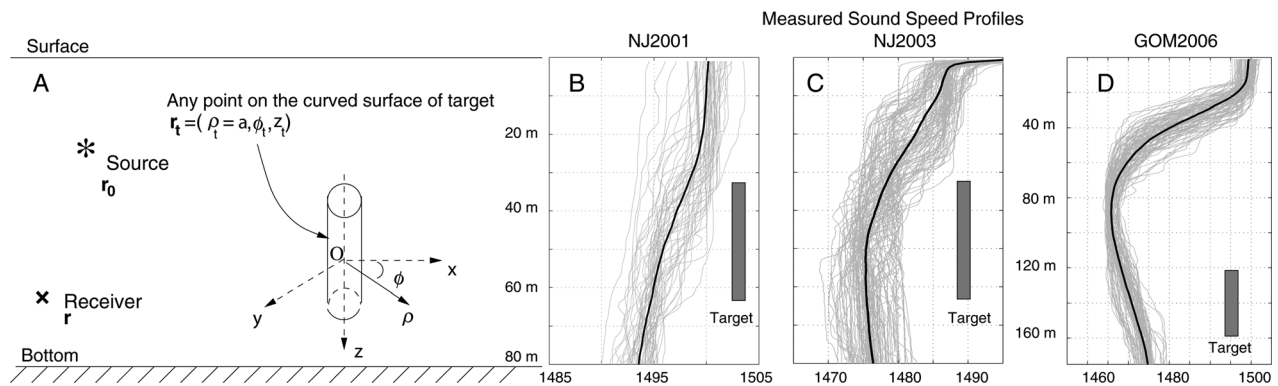 Measured Sound Speed Profiles
Surface
NJ2001
NJ2003
GOM2006
A
Any point on the curved surface of target
r_t=( ρ_t = a,ϕ_t,z_t)
Source
r_0
Receiver
r
O
x
y
z
ϕ
ρ
Bottom
B
20 m
40 m
60 m
80 m
Target
1485
1495
1505
C
Target
1470
1480
1490
D
40 m
80 m
120 m
160 m
Target
1460
1480
1500